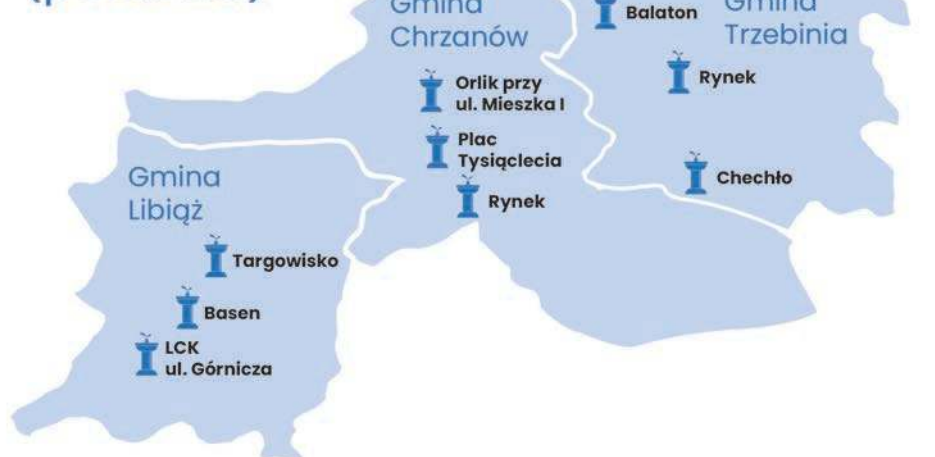 Gmina
Chrzanów
Orlik przy
ul. Mieszka I
Plac
Tysiąclecia
Rynek
Balaton
Gmina
Trzebinia
Rynek
Chechło
Gmina
Libiąż
Targowisko
Basen
LCK
ul. Górnicza